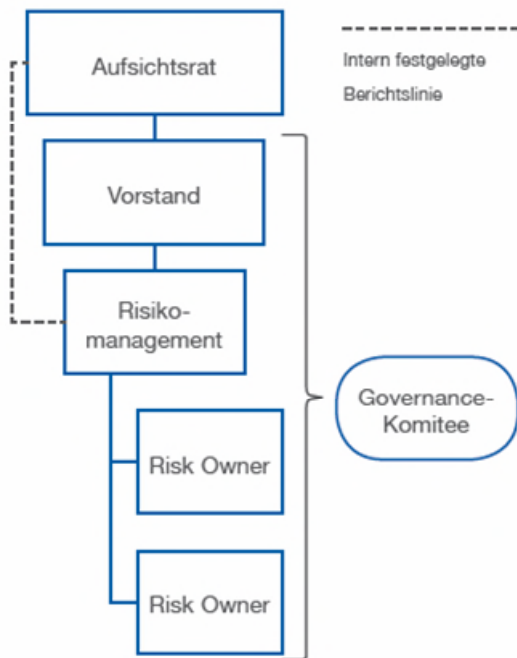 Aufsichtsrat
Intern festgelegte
Berichtslinie
Vorstand
Risiko-
management
Governance-
Komitee
Risk Owner
Risk Owner